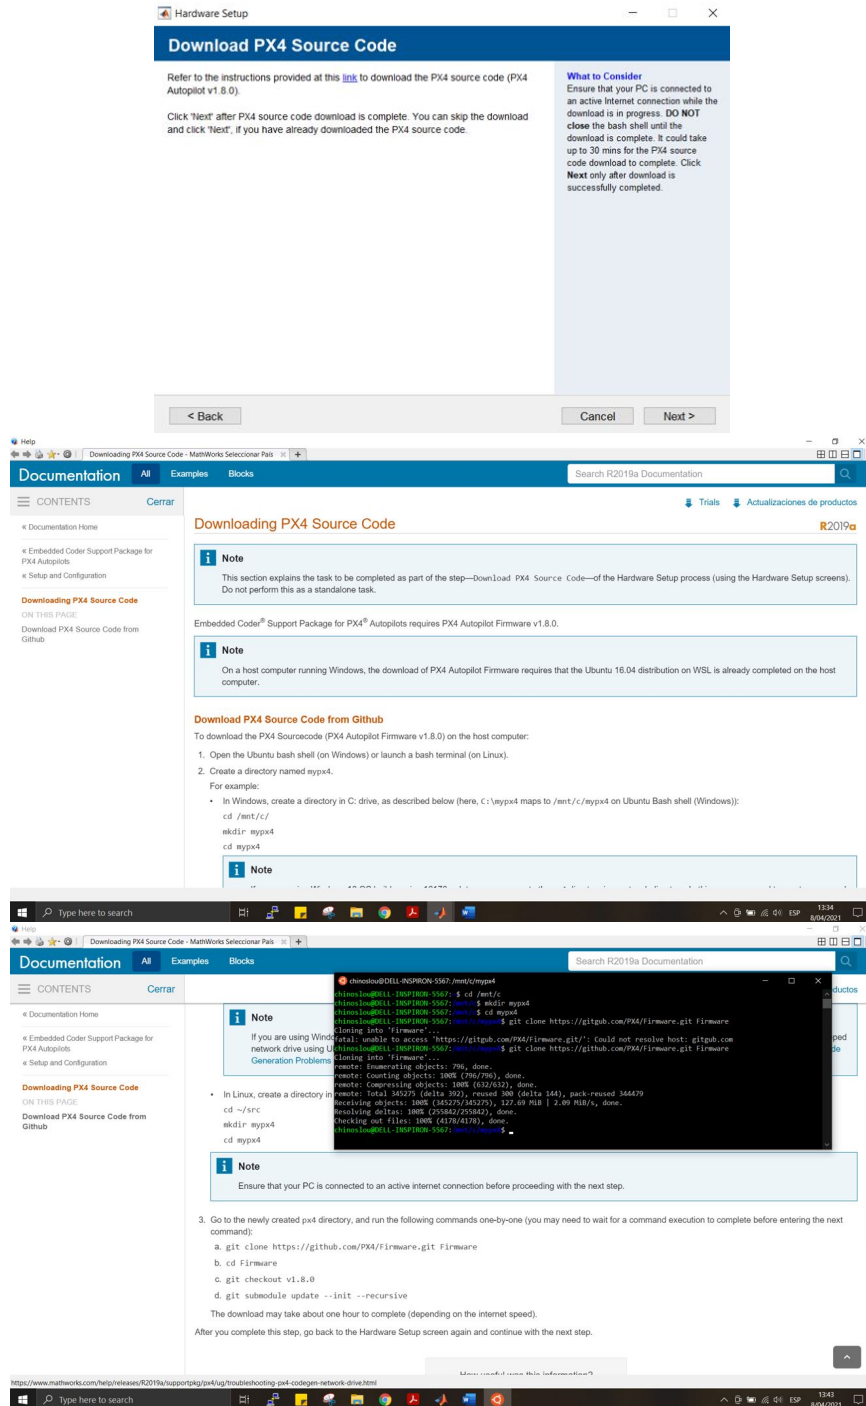 Hardware Setup
Download PX4 Source Code
Refer to the instructions provided at this link to download the PX4 source code (PX4
Autopilot v1.8.0).
Click 'Next' after PX4 source code download is complete. You can skip the download
and click 'Next', if you have already downloaded the PX4 source code.
What to Consider
Ensure that your PC is connected to
an active Internet connection while the
download is in progress. DO NOT
close the bash shell until the
download is complete. It could take
up to 30 mins for the PX4 source
code download to complete. Click
Next only after download is
successfully completed.
< Back
Cancel
Next >
Help
Downloading PX4 Source Code - MathWorks Seleccionar País
Documentation
All
Examples
Blocks
Search R2019a Documentation
CONTENTS
Cerrar
Trials
Actualizaciones de productos
« Documentation Home
« Embedded Coder Support Package for
PX4 Autopilots
« Setup and Configuration
Downloading PX4 Source Code
ON THIS PAGE
Download PX4 Source Code from
Github
Downloading PX4 Source Code
R2019a
Note
This section explains the task to be completed as part of the step—Download PX4 Source Code—of the Hardware Setup process (using the Hardware Setup screens).
Do not perform this as a standalone task.
Embedded Coder® Support Package for PX4® Autopilots requires PX4 Autopilot Firmware v1.8.0.
Note
On a host computer running Windows, the download of PX4 Autopilot Firmware requires that the Ubuntu 16.04 distribution on WSL is already completed on the host
computer.
Download PX4 Source Code from Github
To download the PX4 Sourcecode (PX4 Autopilot Firmware v1.8.0) on the host computer:
1. Open the Ubuntu bash shell (on Windows) or launch a bash terminal (on Linux).
2. Create a directory named mypx4.
For example:
• In Windows, create a directory in C: drive, as described below (here, C:\mypx4 maps to /mnt/c/mypx4 on Ubuntu Bash shell (Windows)):
cd /mnt/c/
mkdir mypx4
cd mypx4
Note
Type here to search
ESP
13:34
8/04/2021
Help
Downloading PX4 Source Code - MathWorks Seleccionar País
Documentation
All
Examples
Blocks
Search R2019a Documentation
CONTENTS
Cerrar
ductos
« Documentation Home
« Embedded Coder Support Package for
PX4 Autopilots
« Setup and Configuration
Downloading PX4 Source Code
ON THIS PAGE
Download PX4 Source Code from
Github
chinoslou@DELL-INSPIRON-5567: /mnt/c/mypx4
chinoslou@DELL-INSPIRON-5567: $ cd /mnt/c
chinoslou@DELL-INSPIRON-5567:/mnt/c$ mkdir mypx4
chinoslou@DELL-INSPIRON-5567:/mnt/c$ cd mypx4
chinoslou@DELL-INSPIRON-5567:/mnt/c/mypx4$ git clone https://gitgub.com/PX4/Firmware.git Firmware
Cloning into 'Firmware'...
fatal: unable to access 'https://gitgub.com/PX4/Firmware.git/': Could not resolve host: gitgub.com
chinoslou@DELL-INSPIRON-5567:/mnt/c/mypx4$ git clone https://github.com/PX4/Firmware.git Firmware
Cloning into 'Firmware'...
remote: Enumerating objects: 796, done.
remote: Counting objects: 100% (796/796), done.
remote: Compressing objects: 100% (632/632), done.
remote: Total 345275 (delta 392), reused 300 (delta 144), pack-reused 344479
Receiving objects: 100% (345275/345275), 127.69 MiB | 2.09 MiB/s, done.
Resolving deltas: 100% (255842/255842), done.
Checking out files: 100% (4178/4178), done.
chinoslou@DELL-INSPIRON-5567:/mnt/c/mypx4$
Note
If you are using Wind
ped
network drive using U
de
Generation Problems
• In Linux, create a directory in
cd ~/src
mkdir mypx4
cd mypx4
Note
Ensure that your PC is connected to an active internet connection before proceeding with the next step.
3. Go to the newly created px4 directory, and run the following commands one-by-one (you may need to wait for a command execution to complete before entering the next
command):
a. git clone https://github.com/PX4/Firmware.git Firmware
b. cd Firmware
c. git checkout v1.8.0
d. git submodule update --init --recursive
The download may take about one hour to complete (depending on the internet speed).
After you complete this step, go back to the Hardware Setup screen again and continue with the next step.
https://www.mathworks.com/help/releases/R2019a/supportpkg/px4/ug/troubleshooting-px4-codegen-network-drive.html
Type here to search
ESP
13:43
8/04/2021